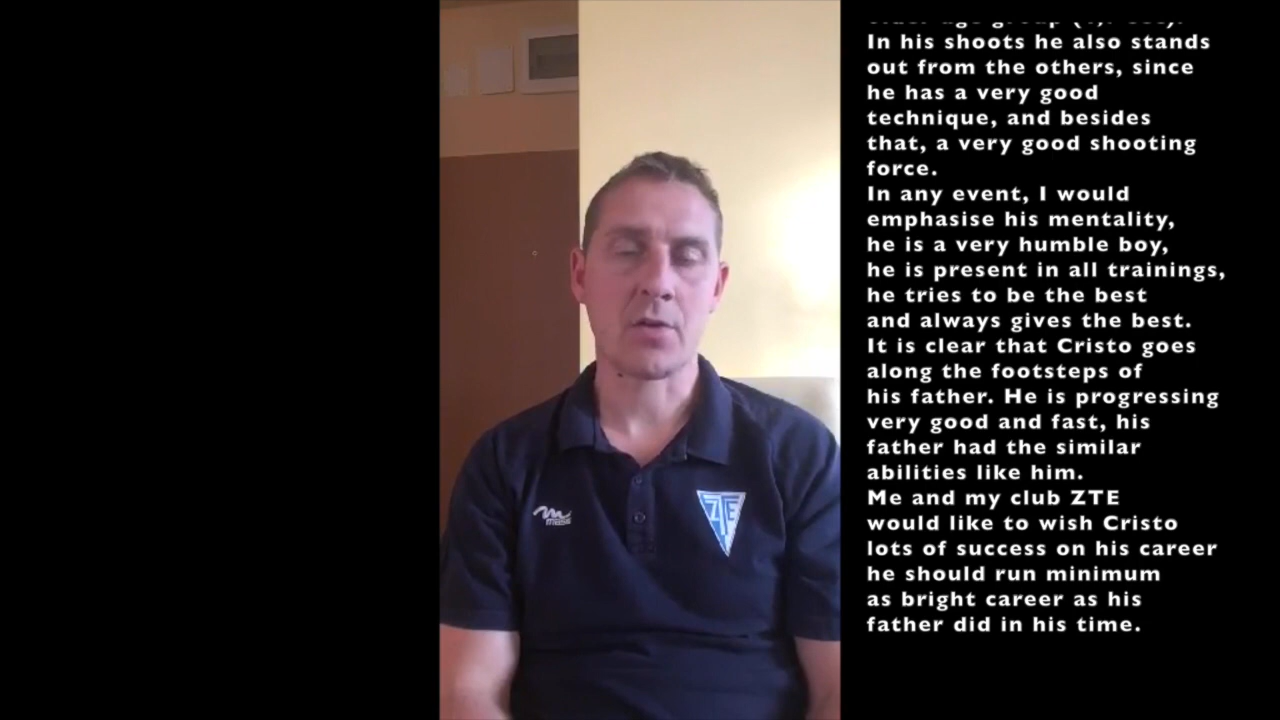 In his shoots he also stands
out from the others, since
he has a very good
technique, and besides
that, a very good shooting
force.
In any event, I would
emphasise his mentality,
he is a very humble boy,
he is present in all trainings,
he tries to be the best
and always gives the best.
It is clear that Cristo goes
along the footsteps of
his father. He is progressing
very good and fast, his
father had the similar
abilities like him.
Me and my club ZTE
would like to wish Cristo
lots of success on his career
he should run minimum
as bright career as his
father did in his time.
ZTE